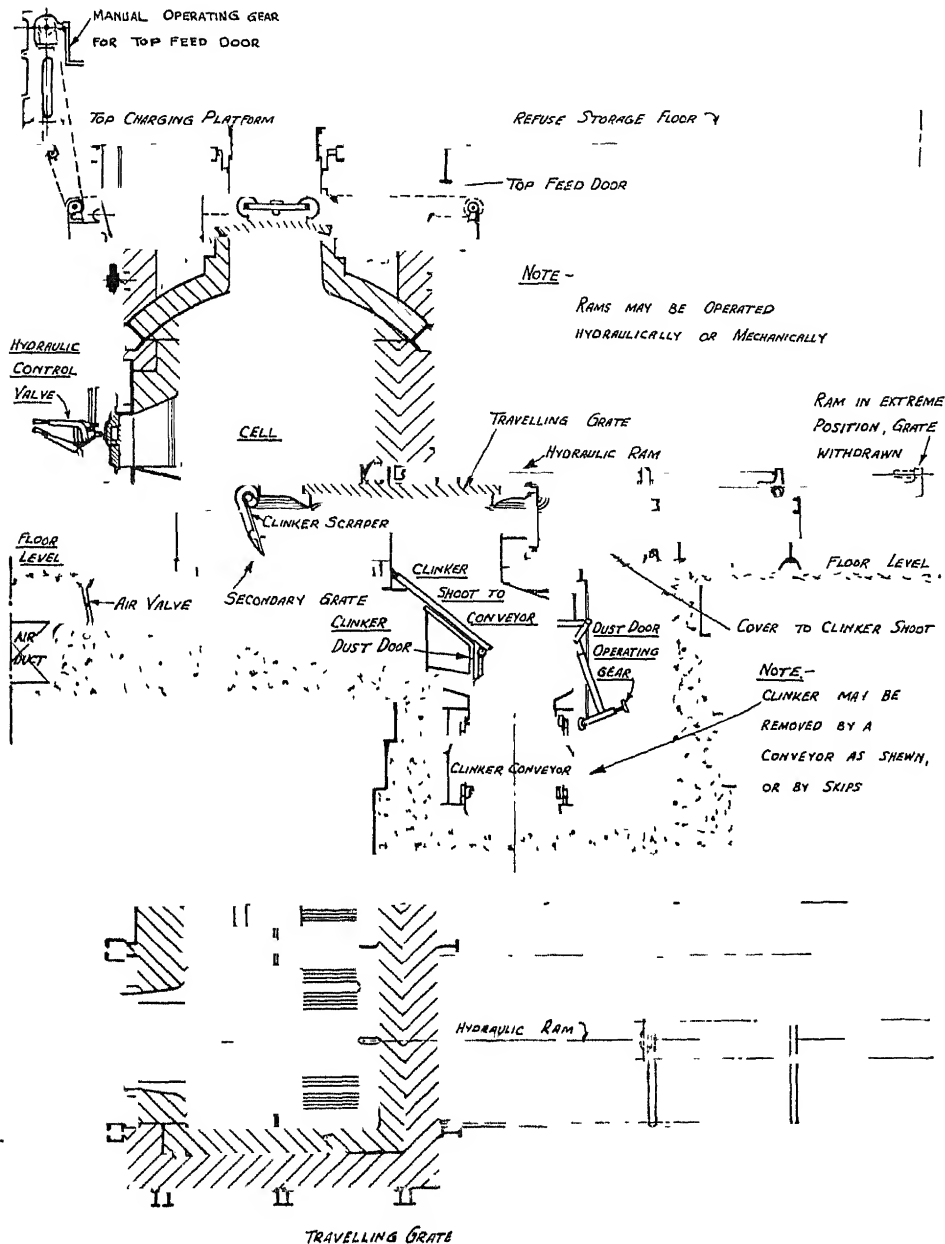 MANUAL OPERATING GEAR
FOR TOP FEED DOOR
TOP CHARGING PLATFORM
REFUSE STORAGE FLOOR
TOP FEED DOOR
NOTE -
RAMS MAY BE OPERATED
HYDRAULICALLY OR MECHANICALLY
HYDRAULIC
CONTROL
VALVE
CELL
TRAVELLING GRATE
HYDRAULIC RAM
RAM IN EXTREME
POSITION, GRATE
WITHDRAWN
CLINKER SCRAPER
FLOOR
LEVEL
AIR VALVE
SECONDARY GRATE
CLINKER
SHOOT TO
CONVEYOR
CLINKER
DUST DOOR
AIR
DUCT
DUST DOOR
OPERATING
GEAR
FLOOR LEVEL
COVER TO CLINKER SHOOT
NOTE,-
CLINKER MAY BE
REMOVED BY A
CONVEYOR AS SHEWN,
OR BY SKIPS
CLINKER CONVEYOR
HYDRAULIC RAM
TRAVELLING GRATE